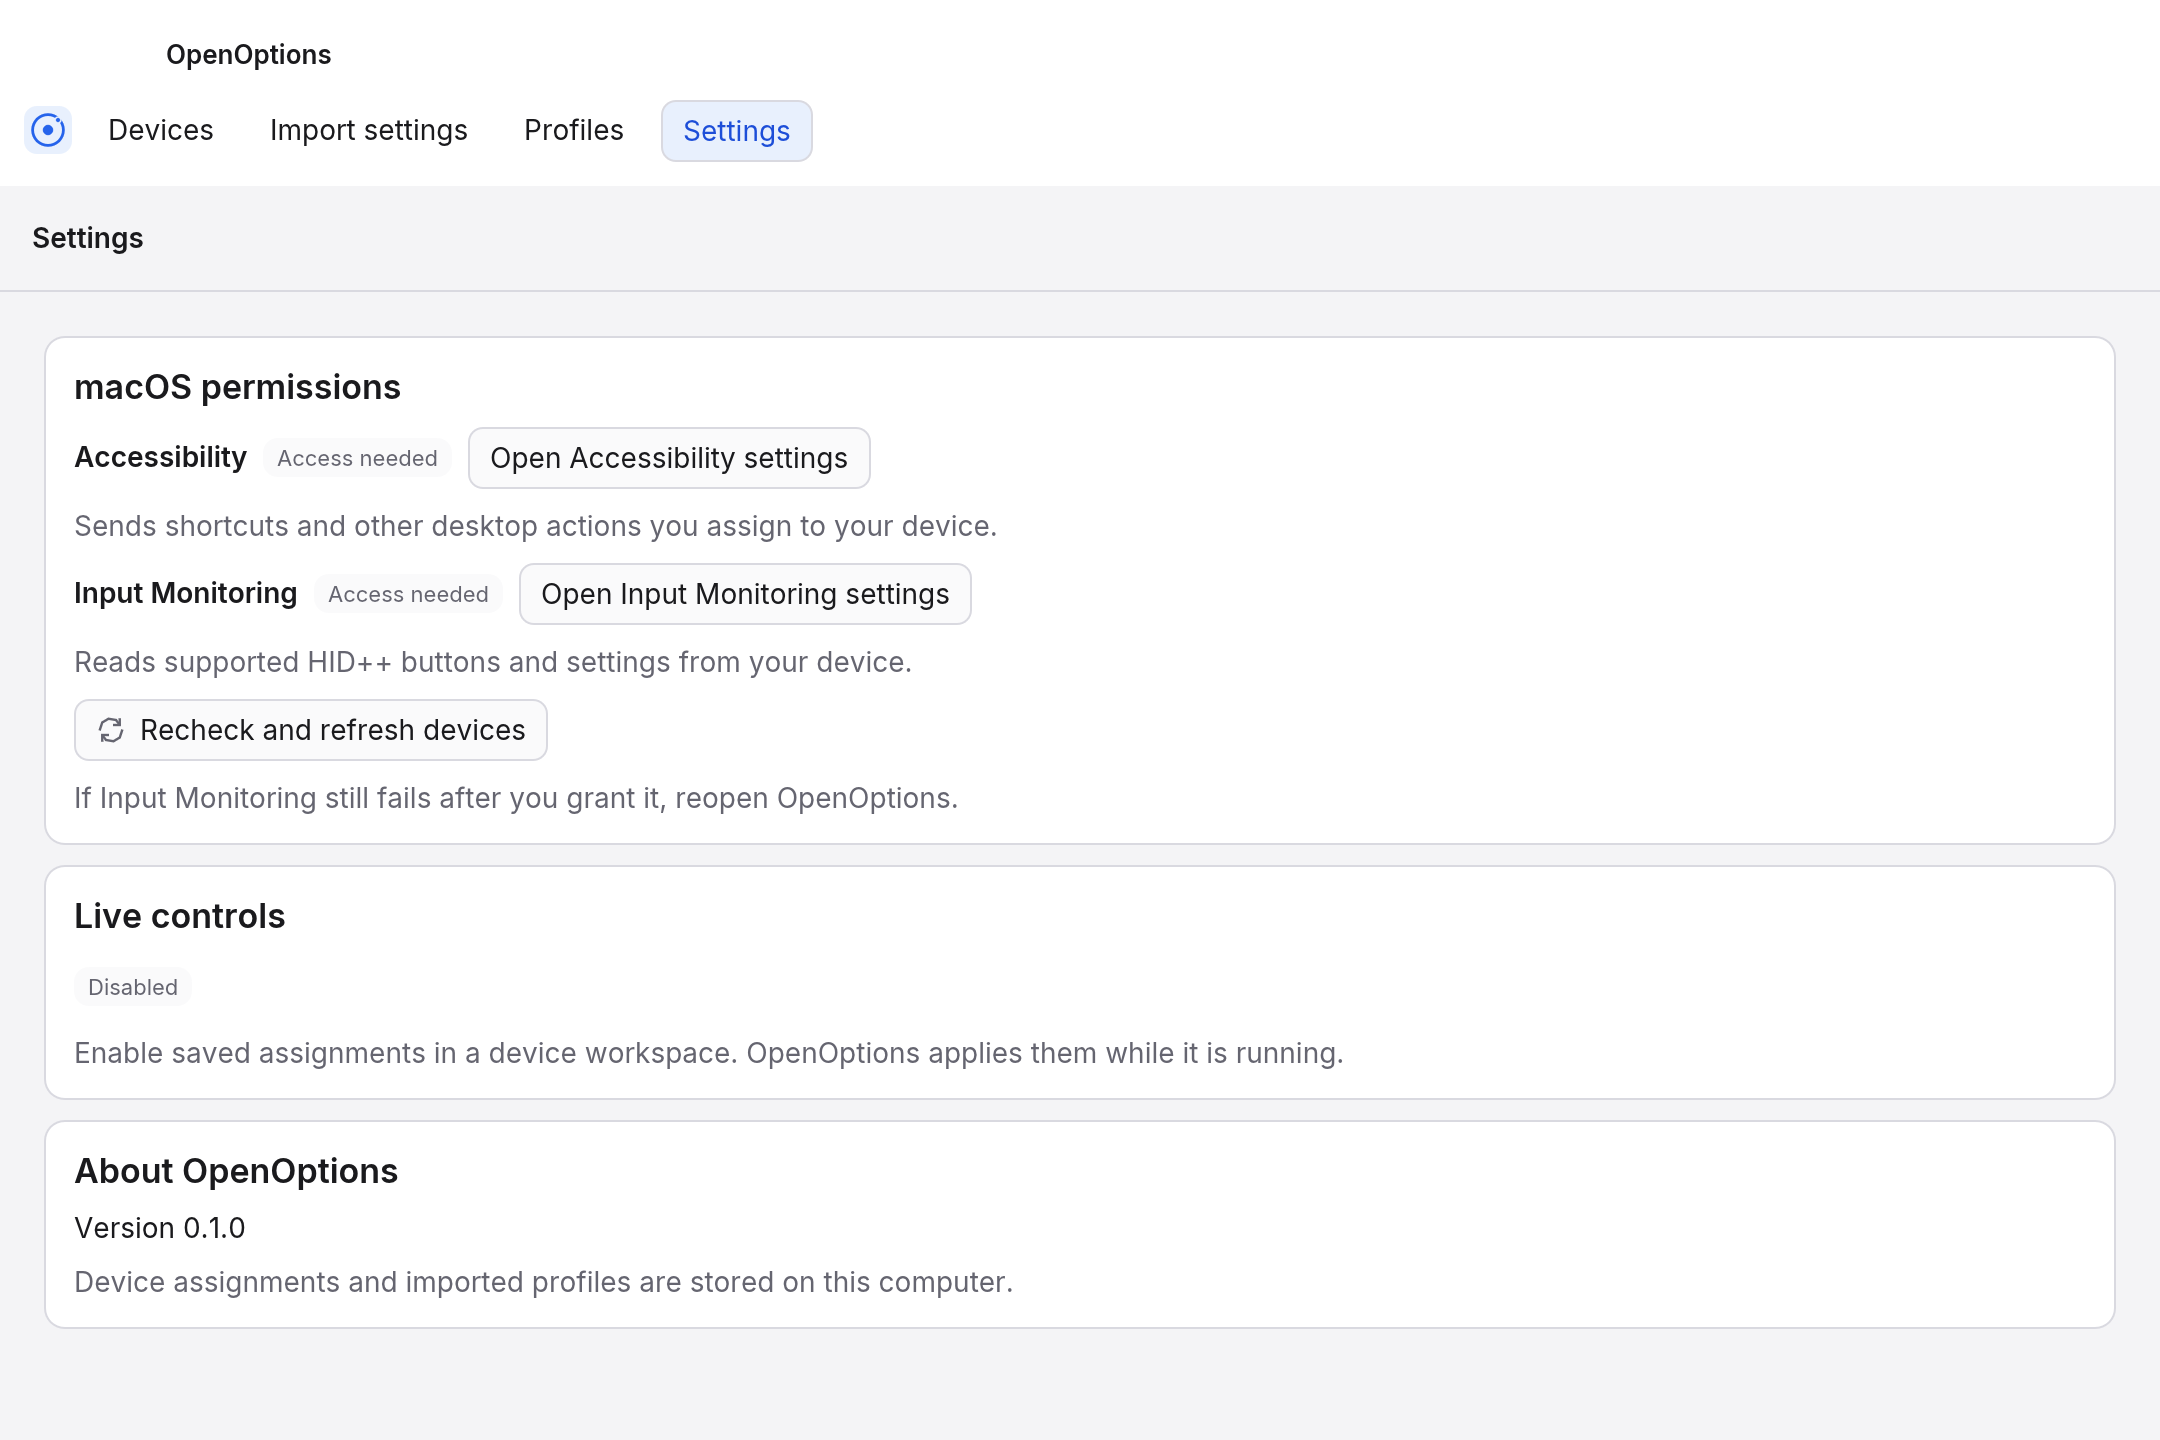 OpenOptions
Devices Import settings Profiles Settings
Settings
macOS permissions
Accessibility Access needed Open Accessibility settings
Sends shortcuts and other desktop actions you assign to your device.
Input Monitoring Access needed Open Input Monitoring settings
Reads supported HID++ buttons and settings from your device.
Recheck and refresh devices
If Input Monitoring still fails after you grant it, reopen OpenOptions.
Live controls
Disabled
Enable saved assignments in a device workspace. OpenOptions applies them while it is running.
About OpenOptions
Version 0.1.0
Device assignments and imported profiles are stored on this computer.